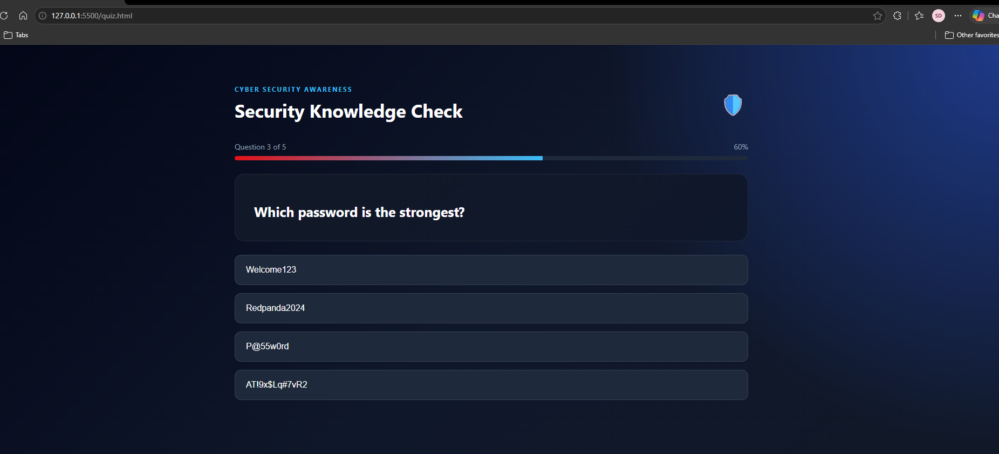 127.0.0.1:5500/quiz.html
SD
Cha
Tabs
Other favorites
CYBER SECURITY AWARENESS
Security Knowledge Check
Question 3 of 5
60%
Which password is the strongest?
Welcome123
Redpanda2024
P@55w0rd
AT!9x$Lq#7vR2